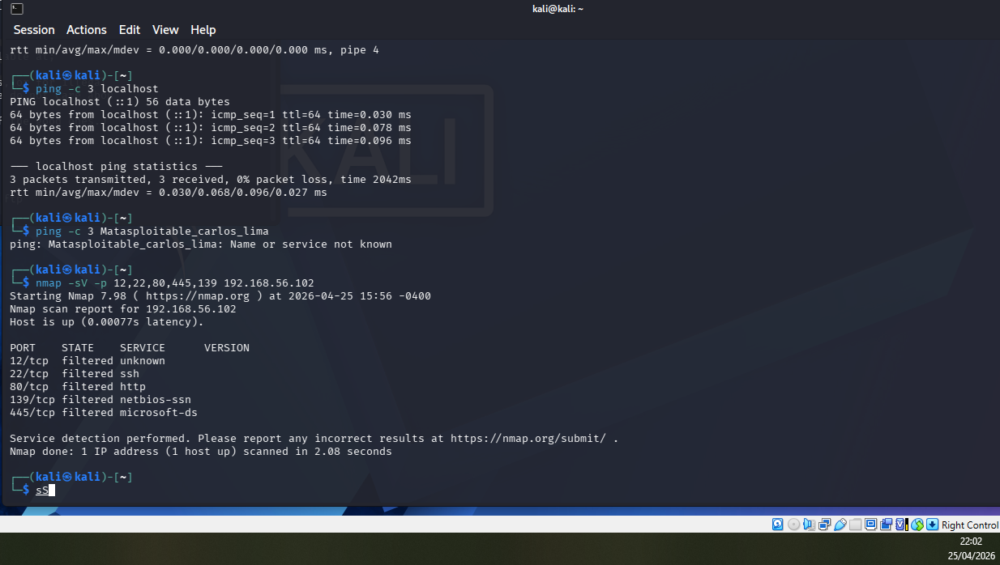 kali@kali: ~
Session Actions Edit View Help
rtt min/avg/max/mdev = 0.000/0.000/0.000/0.000 ms, pipe 4
┌──(kali㉿kali)-[~]
└─$ ping -c 3 localhost
PING localhost (::1) 56 data bytes
64 bytes from localhost (::1): icmp_seq=1 ttl=64 time=0.030 ms
64 bytes from localhost (::1): icmp_seq=2 ttl=64 time=0.078 ms
64 bytes from localhost (::1): icmp_seq=3 ttl=64 time=0.096 ms
--- localhost ping statistics ---
3 packets transmitted, 3 received, 0% packet loss, time 2042ms
rtt min/avg/max/mdev = 0.030/0.068/0.096/0.027 ms
┌──(kali㉿kali)-[~]
└─$ ping -c 3 Matasploitable_carlos_lima
ping: Matasploitable_carlos_lima: Name or service not known
┌──(kali㉿kali)-[~]
└─$ nmap -sV -p 12,22,80,445,139 192.168.56.102
Starting Nmap 7.98 ( https://nmap.org ) at 2026-04-25 15:56 -0400
Nmap scan report for 192.168.56.102
Host is up (0.00077s latency).
PORT STATE SERVICE VERSION
12/tcp filtered unknown
22/tcp filtered ssh
80/tcp filtered http
139/tcp filtered netbios-ssn
445/tcp filtered microsoft-ds
Service detection performed. Please report any incorrect results at https://nmap.org/submit/ .
Nmap done: 1 IP address (1 host up) scanned in 2.08 seconds
┌──(kali㉿kali)-[~]
└─$ sS
KALI
Right Control
22:02
25/04/2026